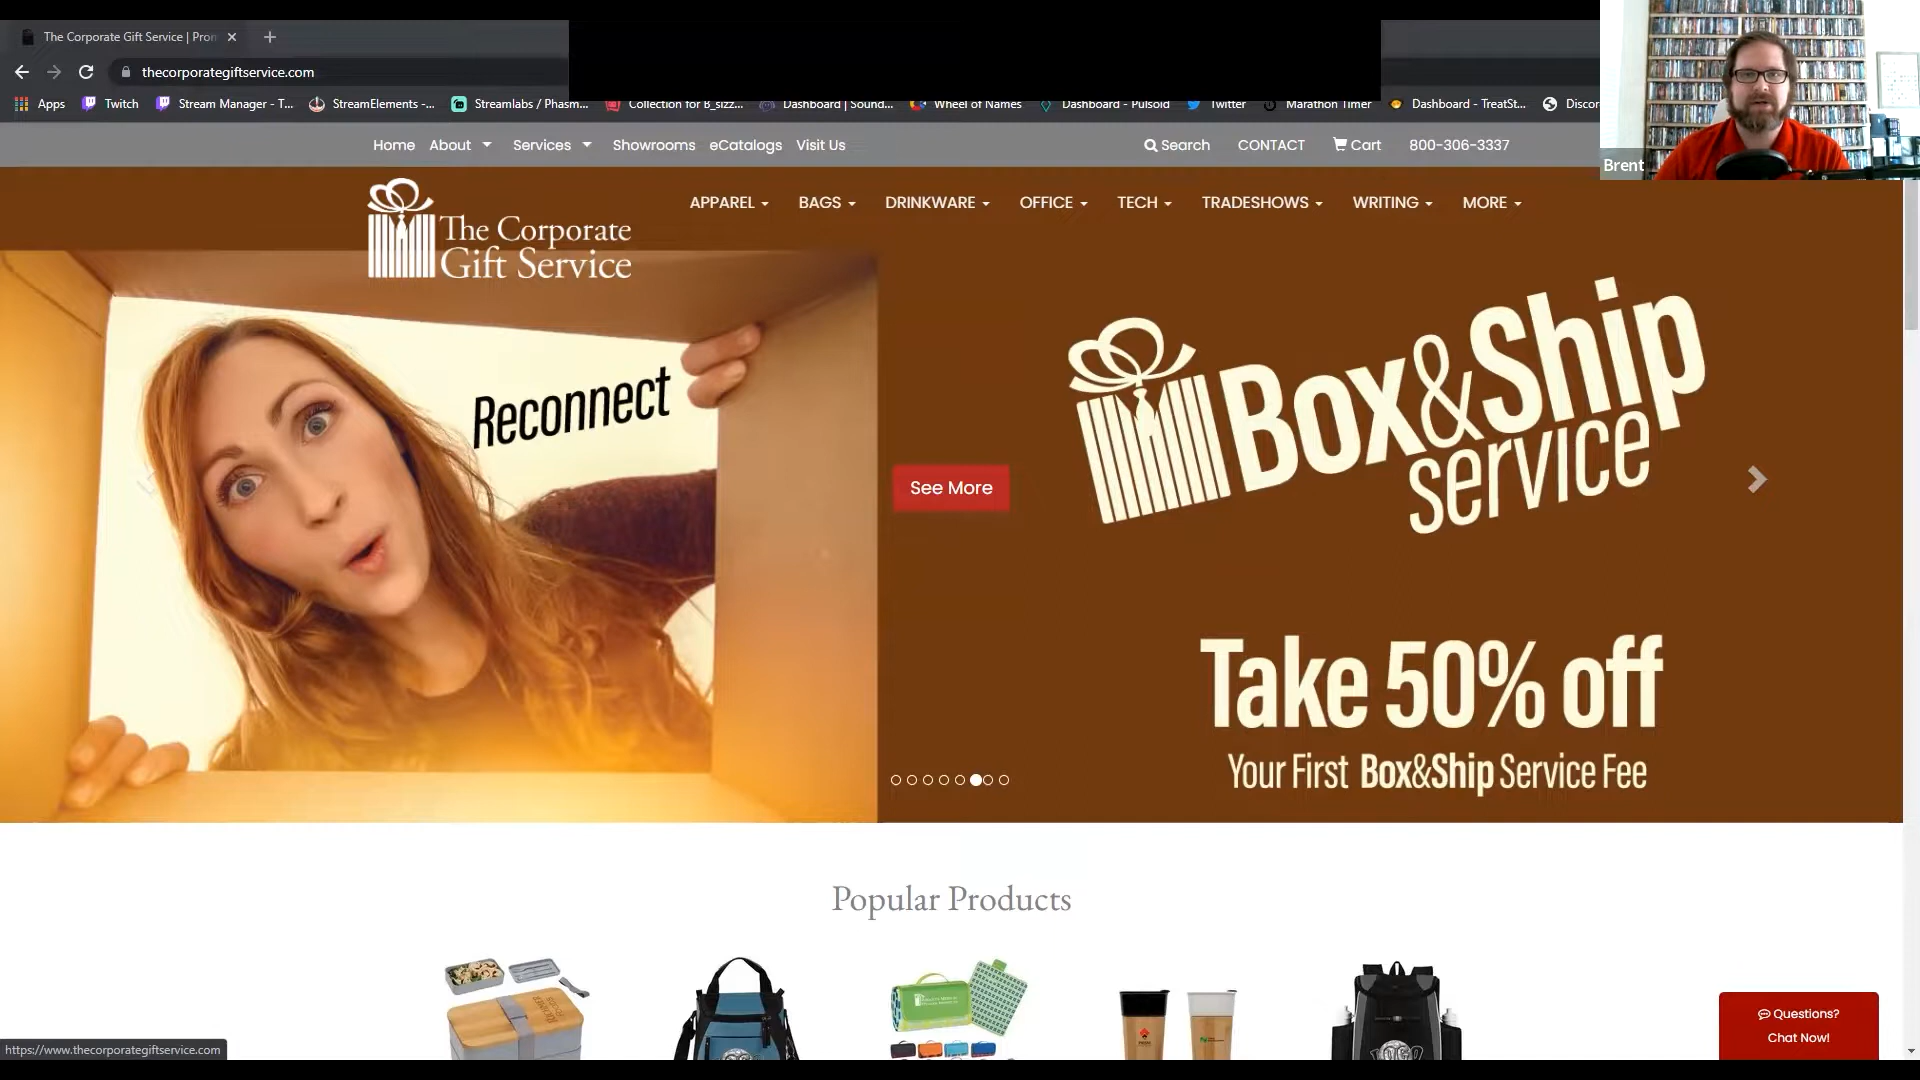 The Corporate Gift Service | Pron
thecorporategiftservice.com
Apps Twitch Stream Manager - T... StreamElements -... Streamlabs / Phasm... Collection for B_sizz... Dashboard | Sound... Wheel of Names Dashboard - Pulsoid Twitter Marathon Timer Dashboard - TreatSt... Discor
Home About Services Showrooms eCatalogs Visit Us Search CONTACT Cart 800-306-3337
Brent
APPAREL BAGS DRINKWARE OFFICE TECH TRADESHOWS WRITING MORE
The Corporate
Gift Service
Reconnect
Box&Ship
service
See More
Take 50% off
Your First Box&Ship Service Fee
Popular Products
LOGO
Questions?
Chat Now!
https://www.thecorporategiftservice.com